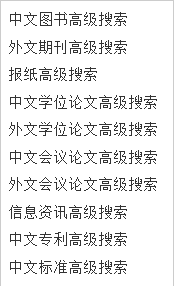 中文图书高级搜索
外文期刊高级搜索
报纸高级搜索
中文学位论文高级搜索
外文学位论文高级搜索
中文会议论文高级搜索
外文会议论文高级搜索
信息资讯高级搜索
中文专利高级搜索
中文标准高级搜索